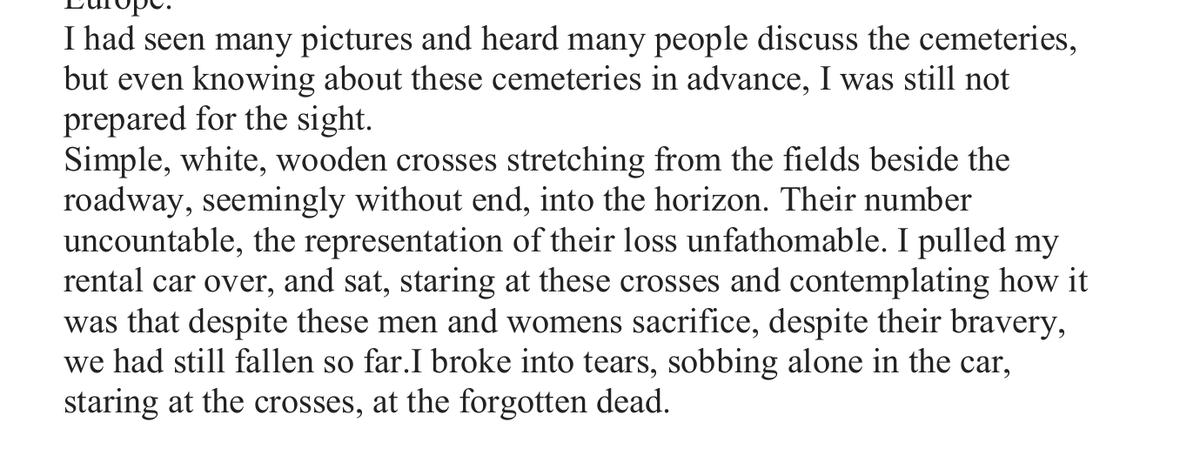 Europe.
I had seen many pictures and heard many people discuss the cemeteries,
but even knowing about these cemeteries in advance, I was still not
prepared for the sight.
Simple, white, wooden crosses stretching from the fields beside the
roadway, seemingly without end, into the horizon. Their number
uncountable, the representation of their loss unfathomable. I pulled my
rental car over, and sat, staring at these crosses and contemplating how it
was that despite these men and womens sacrifice, despite their bravery,
we had still fallen so far.I broke into tears, sobbing alone in the car,
staring at the crosses, at the forgotten dead.